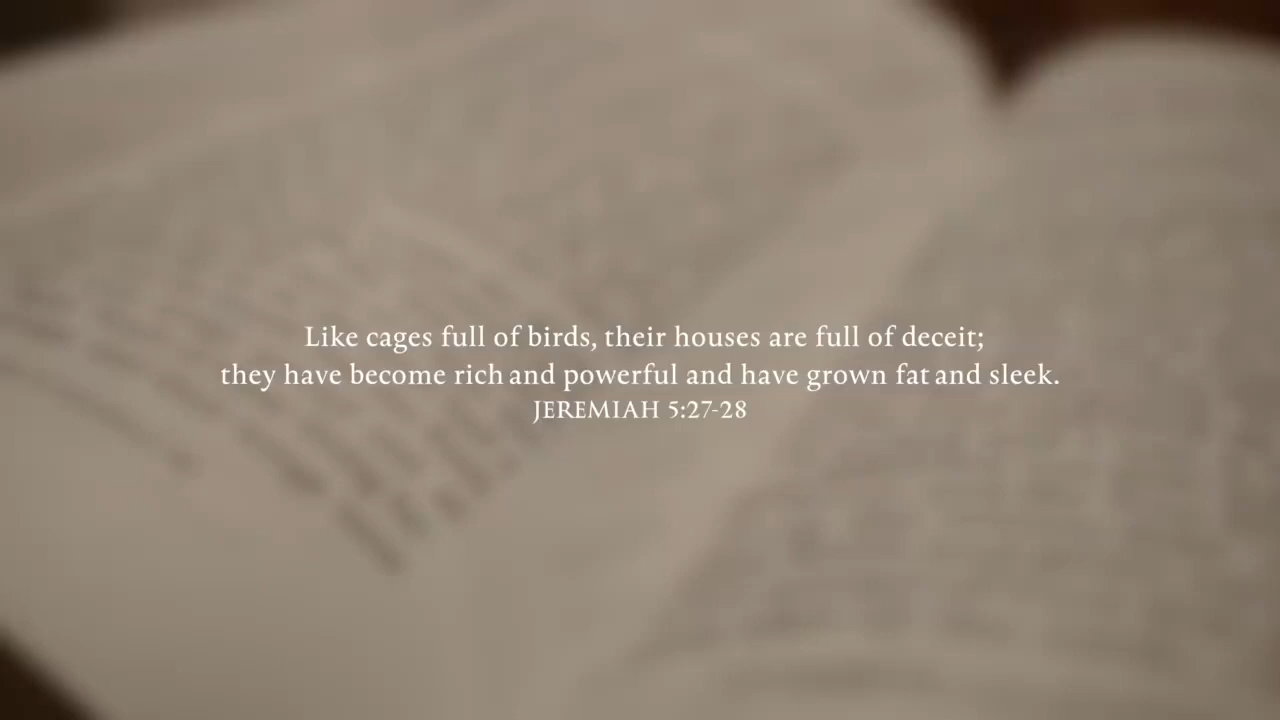 Like cages full of birds, their houses are full of deceit;
they have become rich and powerful and have grown fat and sleek.
JEREMIAH 5:27-28